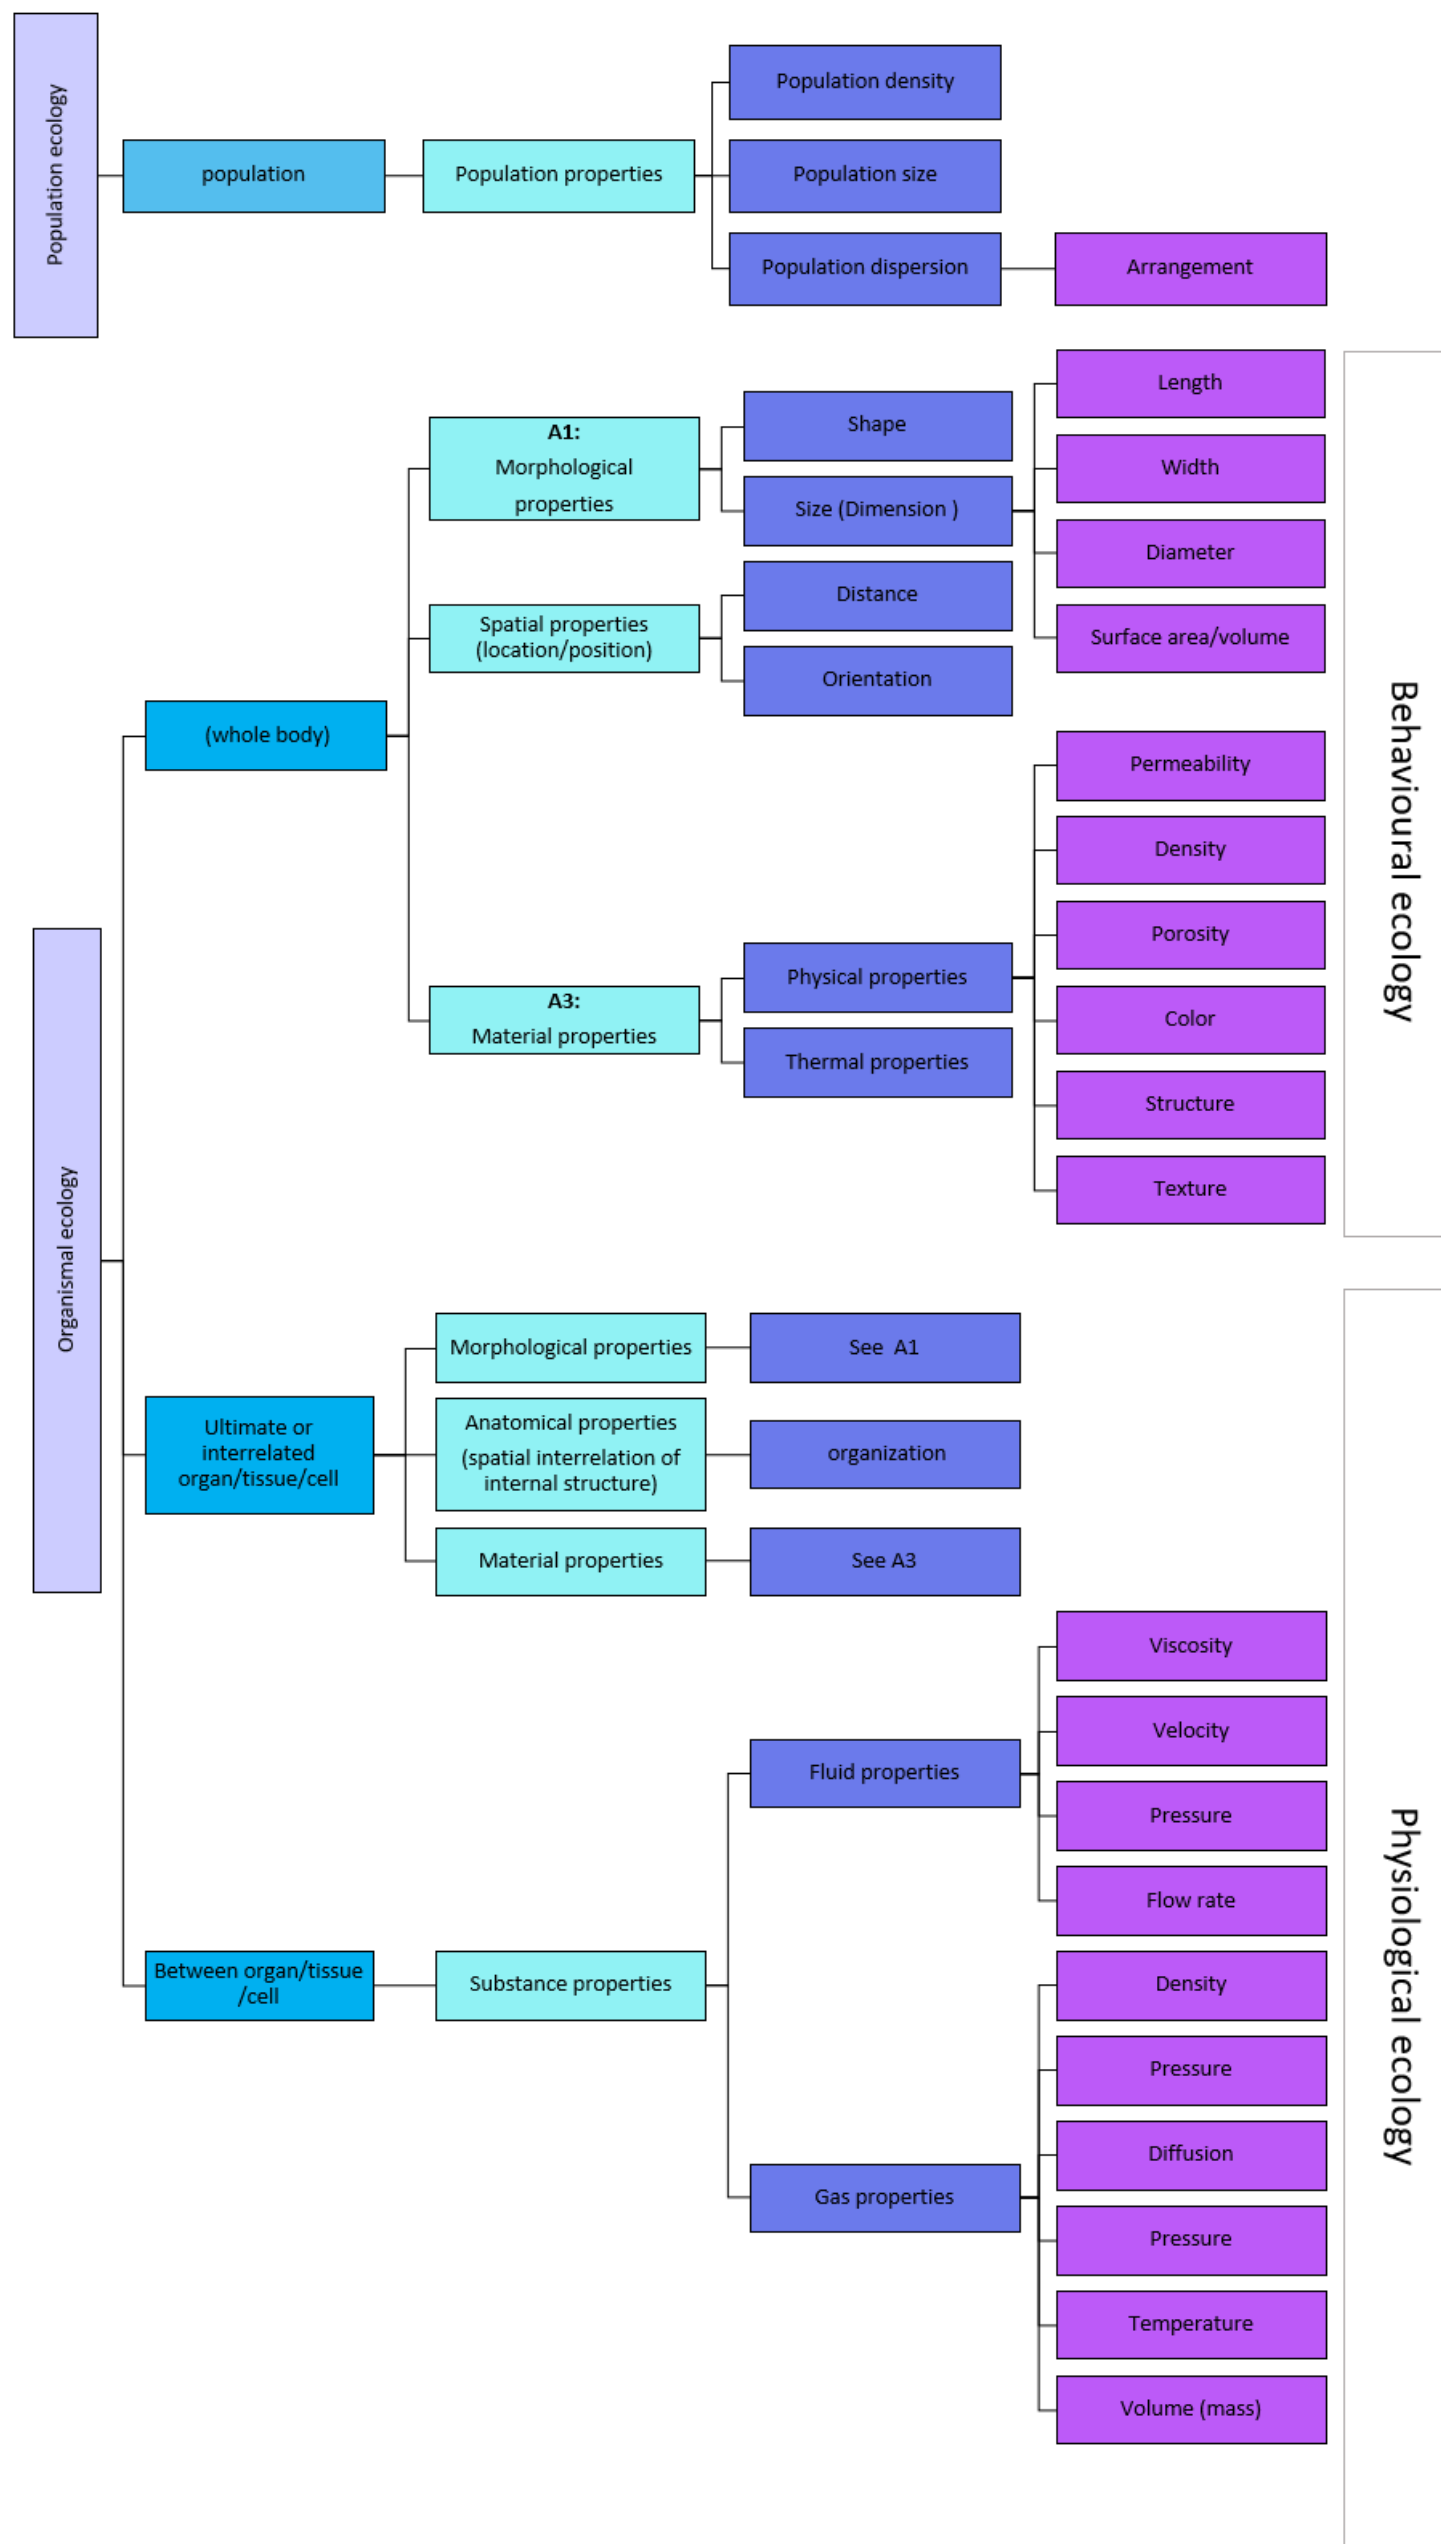 Population ecology
population
Population properties
Population density
Population size
Population dispersion
Arrangement
Organismal ecology
(whole body)
A1:
Morphological
properties
Shape
Size (Dimension )
Length
Width
Diameter
Surface area/volume
Spatial properties
(location/position)
Distance
Orientation
A3:
Material properties
Physical properties
Thermal properties
Permeability
Density
Porosity
Color
Structure
Texture
Behavioural ecology
Ultimate or
interrelated
organ/tissue/cell
Morphological properties
See  A1
Anatomical properties
(spatial interrelation of
internal structure)
organization
Material properties
See A3
Between organ/tissue
/cell
Substance properties
Fluid properties
Viscosity
Velocity
Pressure
Flow rate
Gas properties
Density
Pressure
Diffusion
Pressure
Temperature
Volume (mass)
Physiological ecology